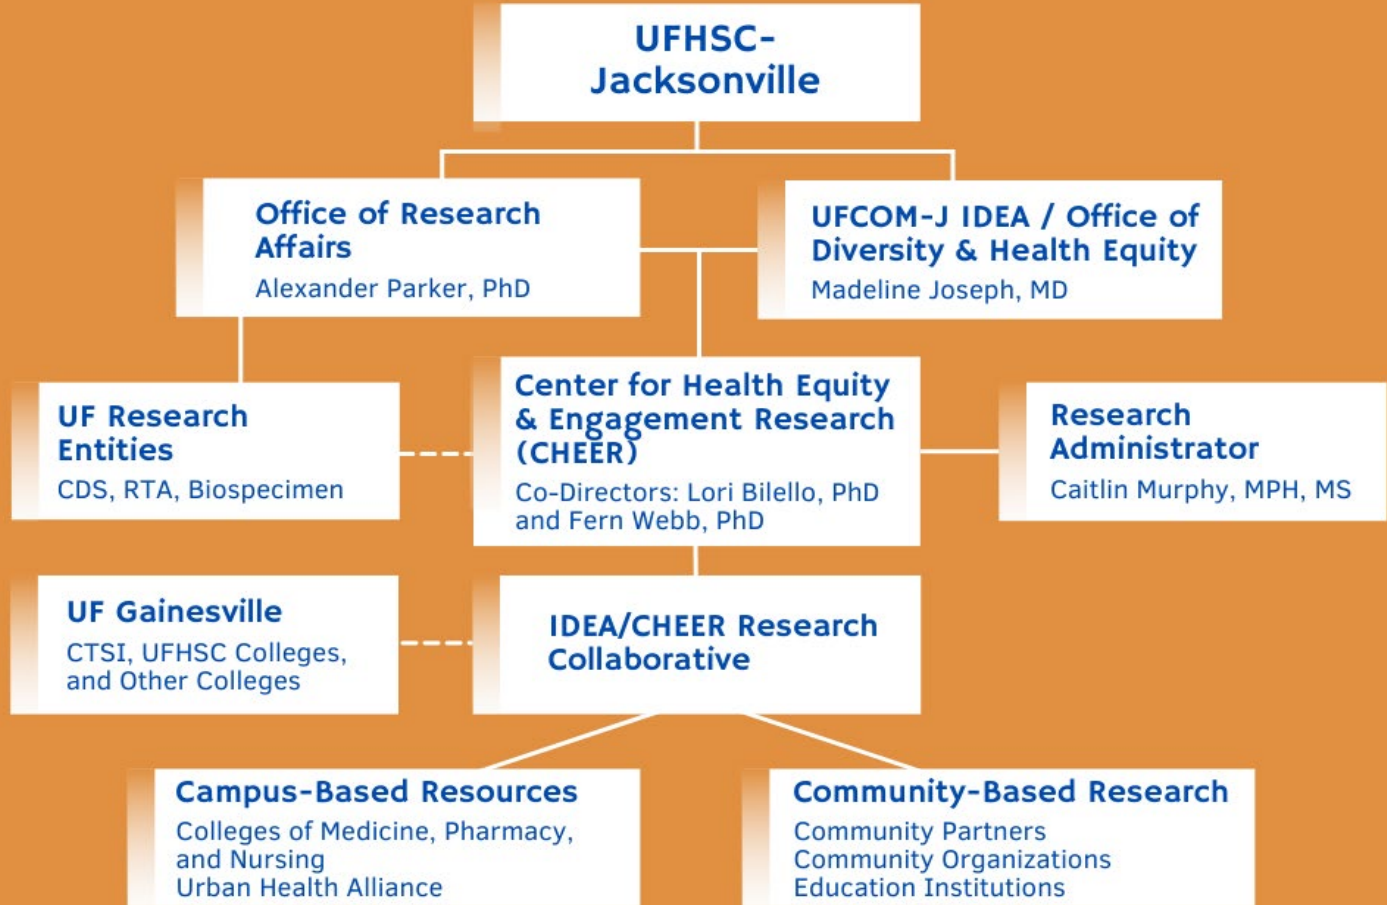 UFHSC-
Jacksonville
Office of Research
Affairs
Alexander Parker, PhD
UFCOM-J IDEA / Office of
Diversity & Health Equity
Madeline Joseph, MD
UF Research
Entities
CDS, RTA, Biospecimen
Center for Health Equity
& Engagement Research
(CHEER)
Co-Directors: Lori Bilello, PhD
and Fern Webb, PhD
Research
Administrator
Caitlin Murphy, MPH, MS
UF Gainesville
CTSI, UFHSC Colleges,
and Other Colleges
IDEA/CHEER Research
Collaborative
Campus-Based Resources
Colleges of Medicine, Pharmacy,
and Nursing
Urban Health Alliance
Community-Based Research
Community Partners
Community Organizations
Education Institutions